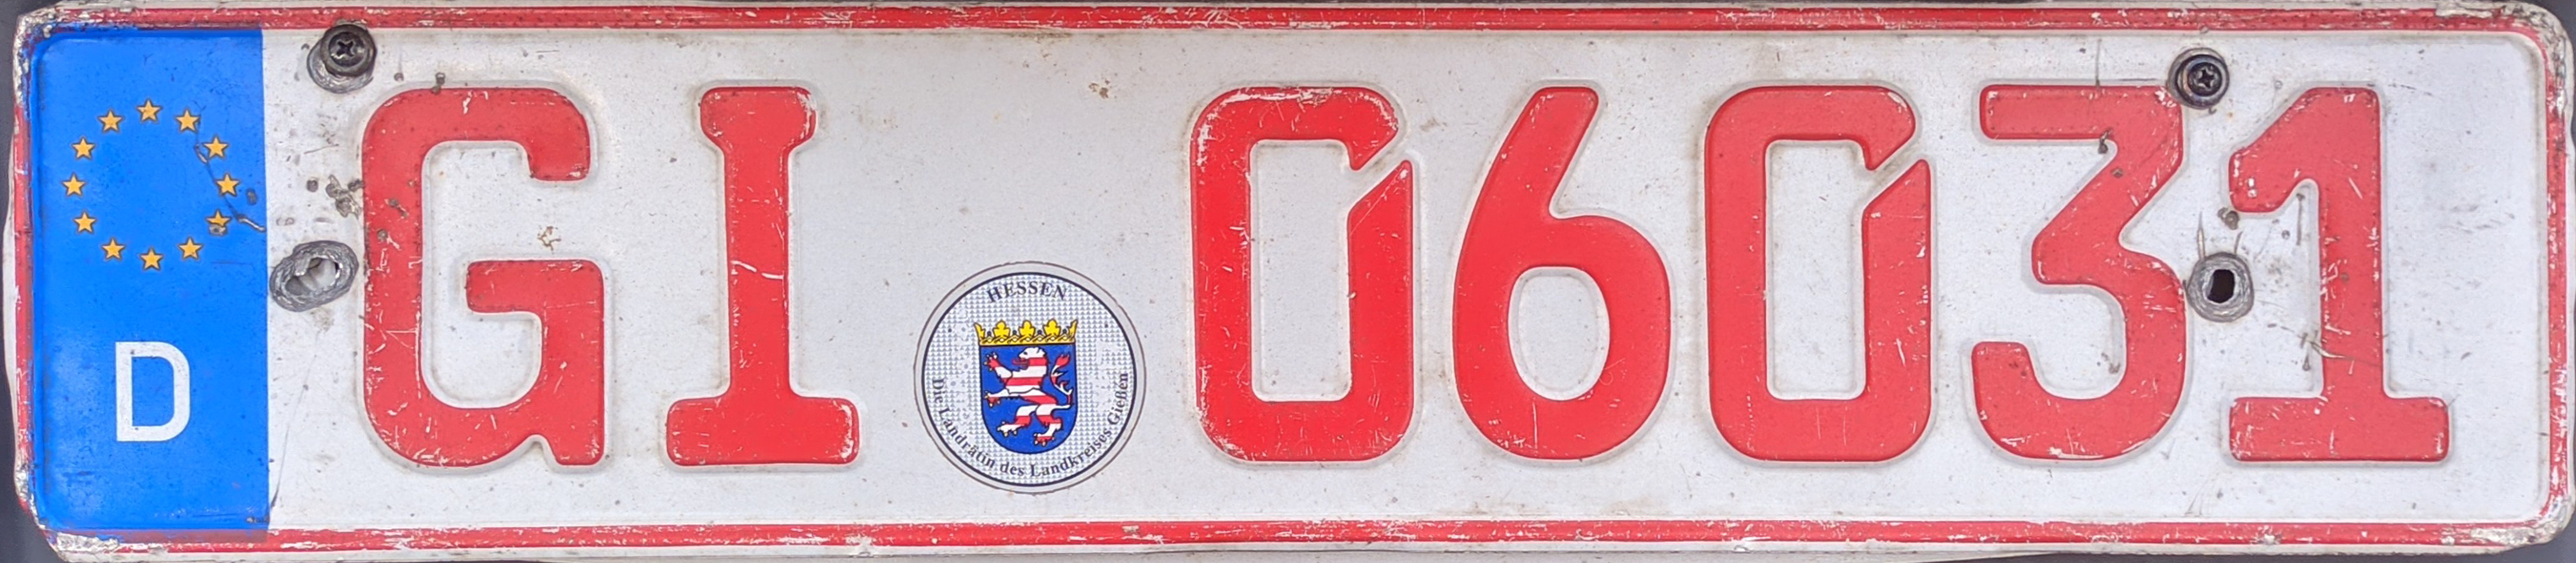 D GI 06031
HESSEN
Die Landrätin des Landkreises Gießen